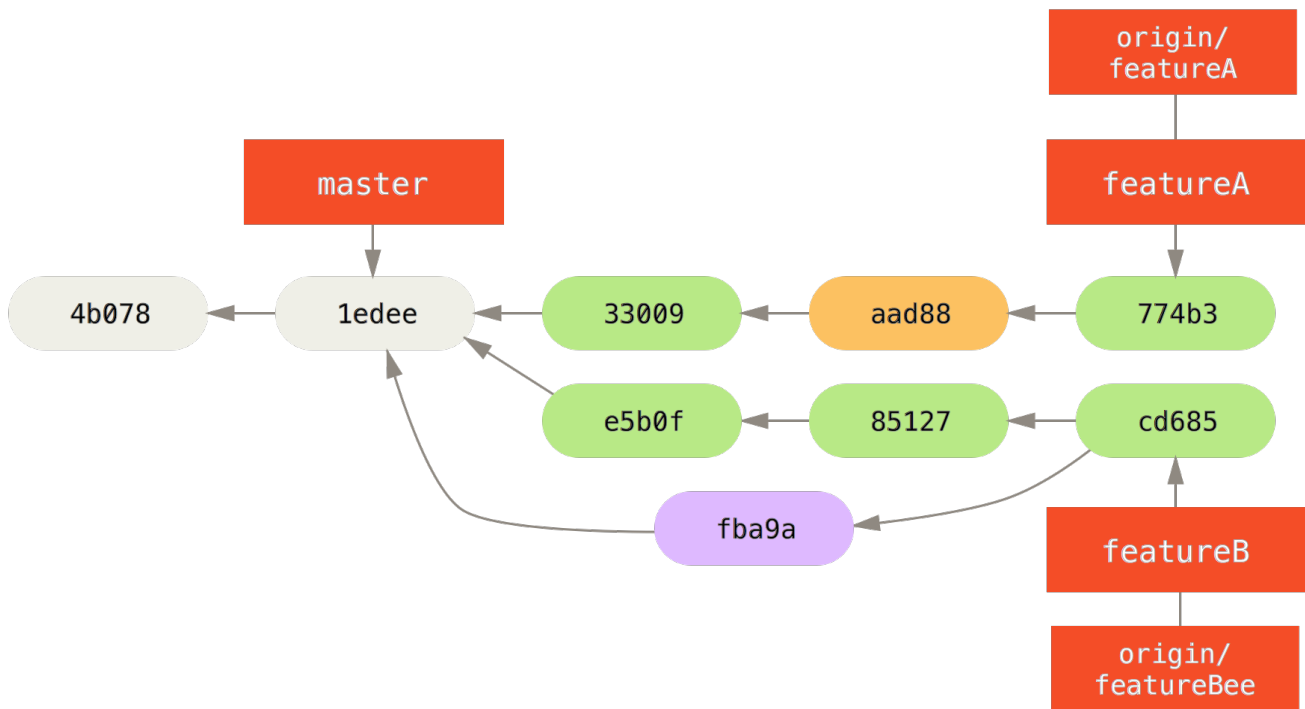 origin/
featureA
master
featureA
4b078
1edee
33009
aad88
774b3
e5b0f
85127
cd685
fba9a
featureB
origin/
featureBee